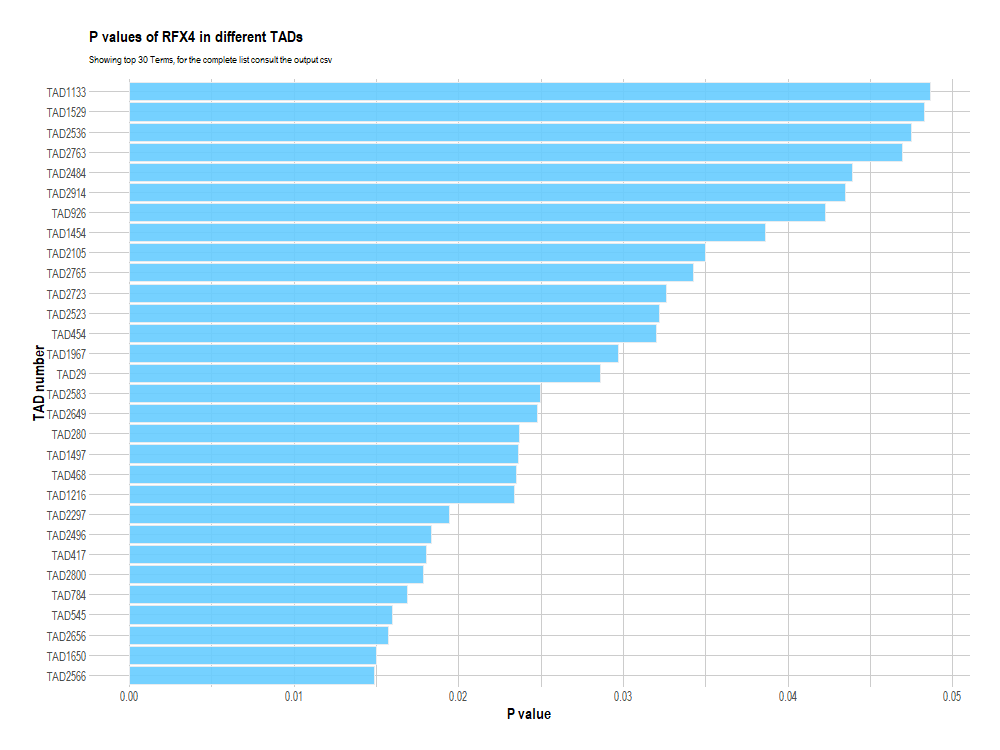 P values of RFX4 in different TADs
Showing top 30 Terms, for the complete list consult the output csv
TAD1133
TAD1529
TAD2536
TAD2763
TAD2484
TAD2914
TAD926
TAD1454
TAD2105
TAD2765
TAD2723
TAD2523
TAD454
TAD1967
TAD29
TAD2583
TAD2649
TAD280
TAD1497
TAD468
TAD1216
TAD2297
TAD2496
TAD417
TAD2800
TAD784
TAD545
TAD2656
TAD1650
TAD2566
TAD number
0.00 0.01 0.02 0.03 0.04 0.05
P value